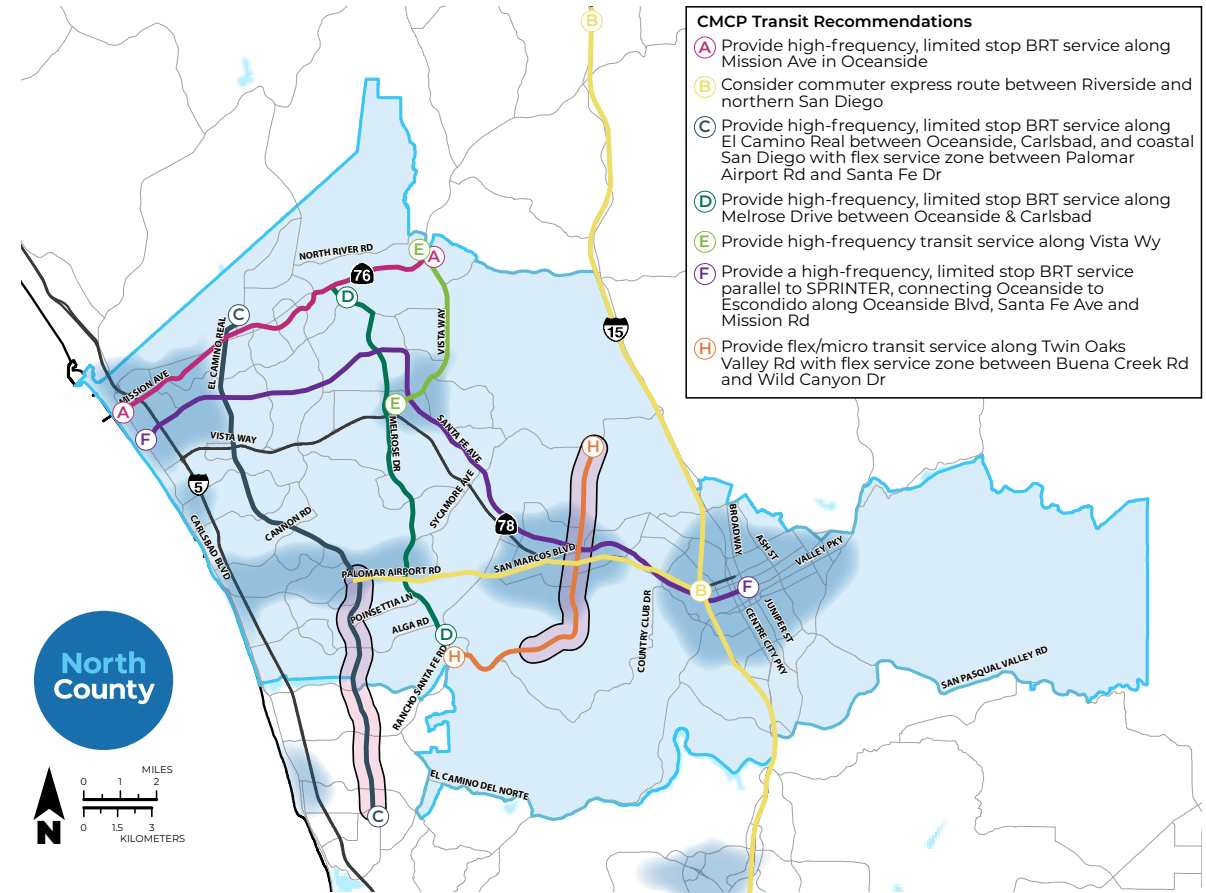 CMCP Transit Recommendations
A Provide high-frequency, limited stop BRT service along
Mission Ave in Oceanside
B Consider commuter express route between Riverside and
northern San Diego
C Provide high-frequency, limited stop BRT service along
El Camino Real between Oceanside, Carlsbad, and coastal
San Diego with flex service zone between Palomar
Airport Rd and Santa Fe Dr
D Provide high-frequency, limited stop BRT service along
Melrose Drive between Oceanside & Carlsbad
E Provide high-frequency transit service along Vista Wy
F Provide a high-frequency, limited stop BRT service
parallel to SPRINTER, connecting Oceanside to
Escondido along Oceanside Blvd, Santa Fe Ave and
Mission Rd
H Provide flex/micro transit service along Twin Oaks
Valley Rd with flex service zone between Buena Creek Rd
and Wild Canyon Dr
B
NORTH RIVER RD
E
A
76
D
C
15
EL CAMINO REAL
VISTA WAY
MISSION AVE
A
E
F
VISTA WAY
MELROSE DR
SANTA FE AVE
H
5
SYCAMORE AVE
78
CARLSBAD BLVD
CANNON RD
BROADWAY
ASH ST
VALLEY PKY
SAN MARCOS BLVD
PALOMAR AIRPORT RD
B
F
POINSETTIA LN
ALGA RD
D
H
COUNTRY CLUB DR
JUNIPER ST
CENTRE CITY PKY
RANCHO SANTA FE RD
SAN PASQUAL VALLEY RD
EL CAMINO DEL NORTE
C
North
County
MILES
0 1 2
0 1.5 3
KILOMETERS
N